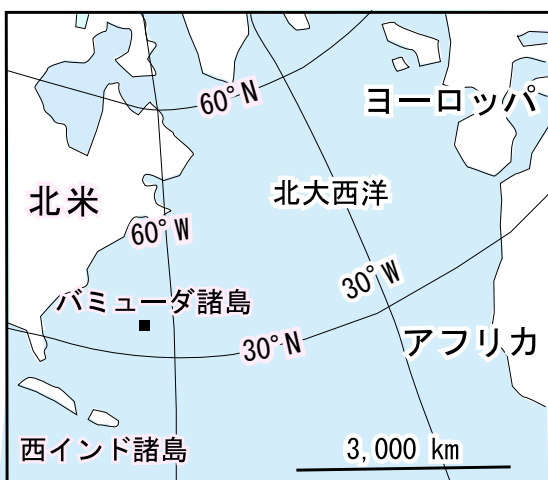 60°N
ヨーロッパ
北米
北大西洋
60°W
30°W
バミューダ諸島
30°N
アフリカ
西インド諸島
3,000 km